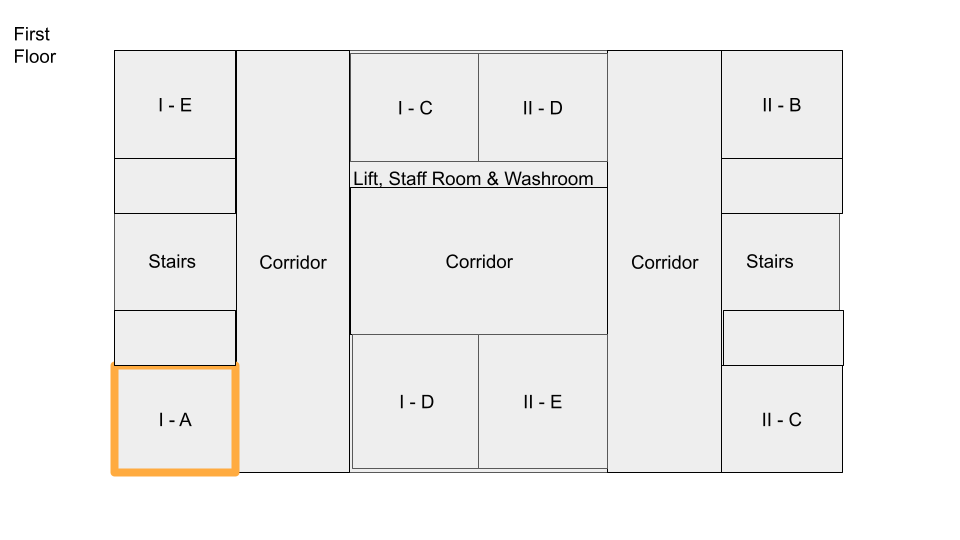 First
Floor
I - E
I - C
II - D
II - B
Lift, Staff Room & Washroom
Stairs
Corridor
Corridor
Corridor
Stairs
I - A
I - D
II - E
II - C